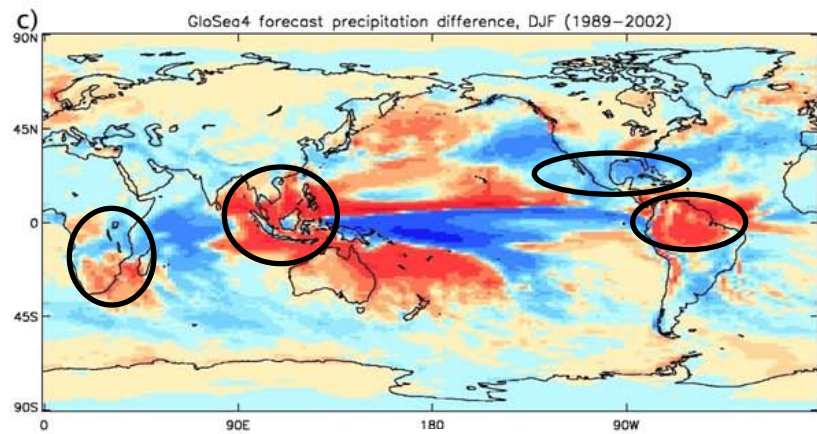 c)
GloSea4 forecast precipitation difference, DJF (1989−2002)
90N
45N
0
45S
90S
0
90E
180
90W